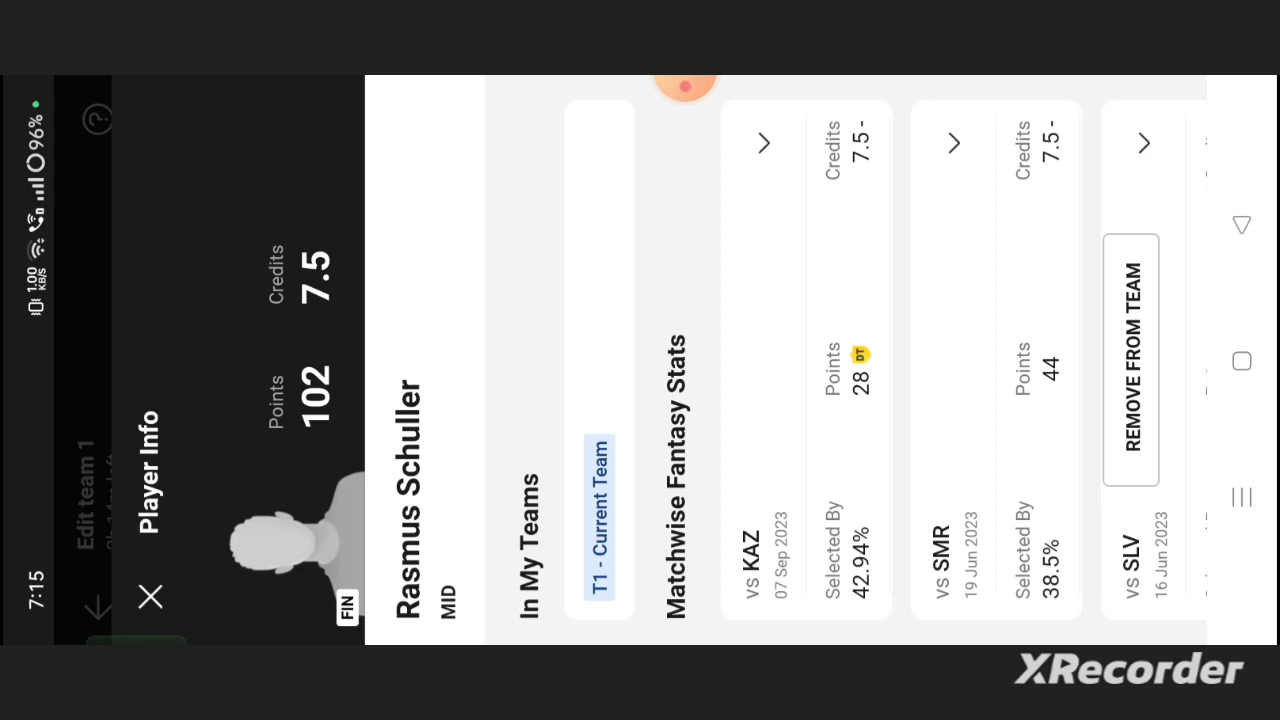 7:15
1.00 KB/S
96%
Edit team 1
Player Info
Points
Credits
102
7.5
FIN
Rasmus Schuller
MID
In My Teams
T1 - Current Team
Matchwise Fantasy Stats
vs KAZ
07 Sep 2023
Selected By
Points
Credits
42.94%
28 DT
7.5 -
vs SMR
19 Jun 2023
Selected By
Points
Credits
38.5%
44
7.5 -
vs SLV
16 Jun 2023
REMOVE FROM TEAM
XRecorder